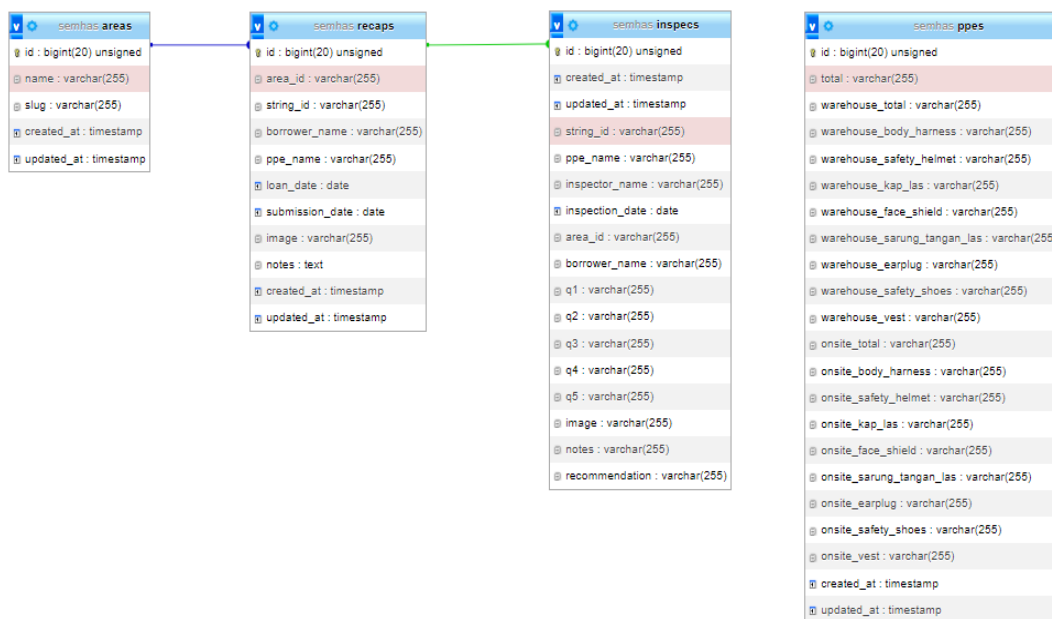 semhas areas
id : bigint(20) unsigned
name : varchar(255)
slug : varchar(255)
created_at : timestamp
updated_at : timestamp
semhas recaps
id : bigint(20) unsigned
area_id : varchar(255)
string_id : varchar(255)
borrower_name : varchar(255)
ppe_name : varchar(255)
loan_date : date
submission_date : date
image : varchar(255)
notes : text
created_at : timestamp
updated_at : timestamp
semhas inspecs
id : bigint(20) unsigned
created_at : timestamp
updated_at : timestamp
string_id : varchar(255)
ppe_name : varchar(255)
inspector_name : varchar(255)
inspection_date : date
area_id : varchar(255)
borrower_name : varchar(255)
q1 : varchar(255)
q2 : varchar(255)
q3 : varchar(255)
q4 : varchar(255)
q5 : varchar(255)
image : varchar(255)
notes : varchar(255)
recommendation : varchar(255)
semhas ppes
id : bigint(20) unsigned
total : varchar(255)
warehouse_total : varchar(255)
warehouse_body_harness : varchar(255)
warehouse_safety_helmet : varchar(255)
warehouse_kap_las : varchar(255)
warehouse_face_shield : varchar(255)
warehouse_sarung_tangan_las : varchar(255
warehouse_earplug : varchar(255)
warehouse_safety_shoes : varchar(255)
warehouse_vest : varchar(255)
onsite_total : varchar(255)
onsite_body_harness : varchar(255)
onsite_safety_helmet : varchar(255)
onsite_kap_las : varchar(255)
onsite_face_shield : varchar(255)
onsite_sarung_tangan_las : varchar(255)
onsite_earplug : varchar(255)
onsite_safety_shoes : varchar(255)
onsite_vest : varchar(255)
created_at : timestamp
updated_at : timestamp